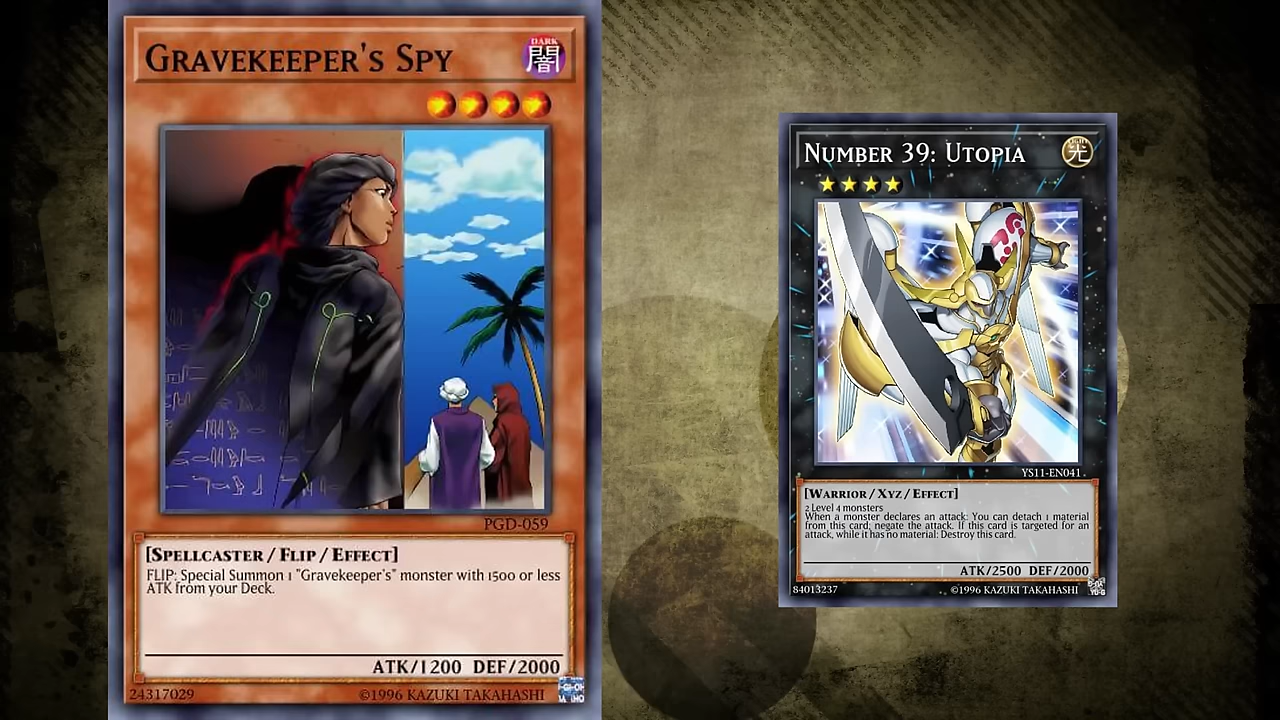 GRAVEKEEPER'S SPY
DARK
闇
PGD-059
[SPELLCASTER / FLIP / EFFECT]
FLIP: Special Summon 1 "Gravekeeper's" monster with 1500 or less
ATK from your Deck.
ATK/1200 DEF/2000
24317029
©1996 KAZUKI TAKAHASHI
NUMBER 39: UTOPIA
光
YS11-EN041
[WARRIOR / XYZ / EFFECT]
2 Level 4 monsters
When a monster declares an attack: You can detach 1 material
from this card; negate the attack. If this card is targeted for an
attack, while it has no material: Destroy this card.
ATK/2500 DEF/2000
84013237
©1996 KAZUKI TAKAHASHI